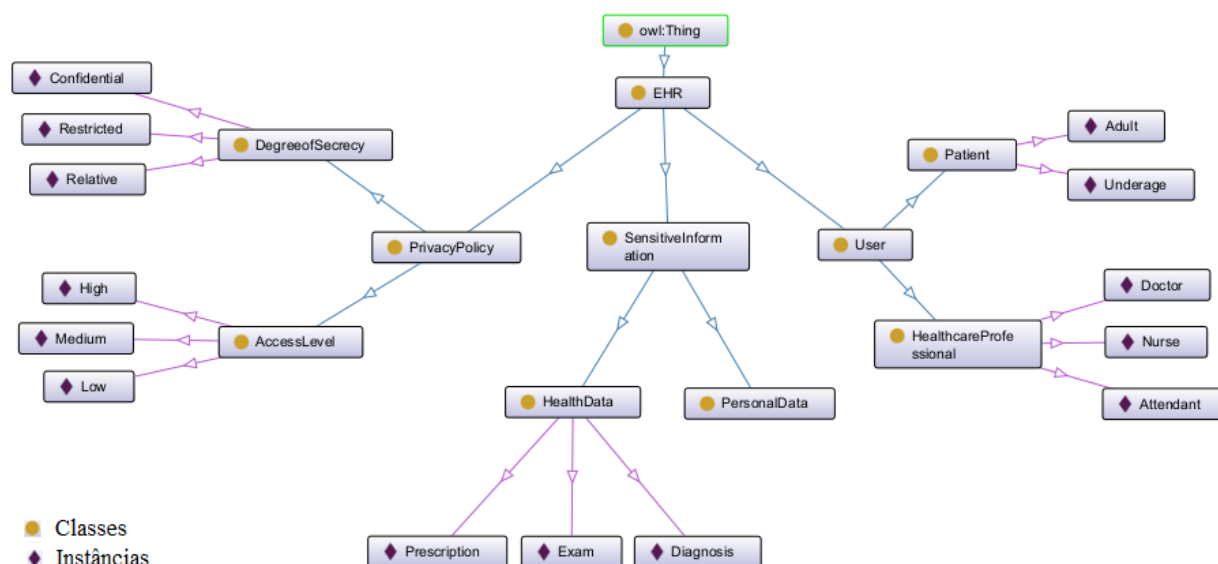 owl:Thing
EHR
Confidential
Restricted
Relative
DegreeofSecrecy
Adult
Patient
Underage
PrivacyPolicy
SensitiveInform
ation
User
High
Medium
Low
AccessLevel
Doctor
HealthcareProfe
ssional
Nurse
Attendant
HealthData
PersonalData
Prescription
Exam
Diagnosis
Classes
Instâncias